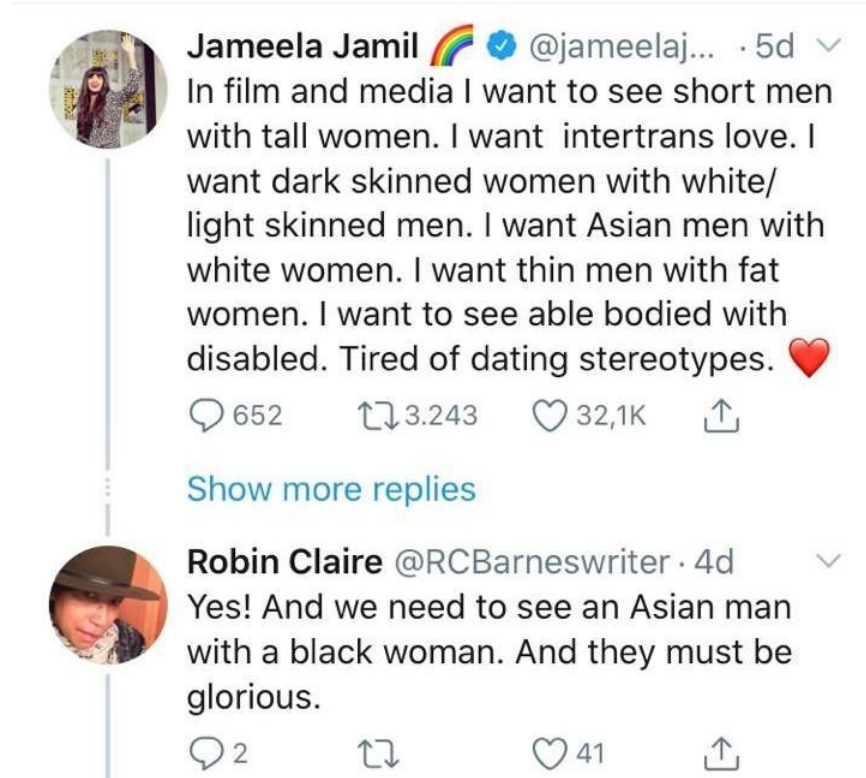 Jameela Jamil 🌈 @jameelaj... · 5d
In film and media I want to see short men
with tall women. I want intertrans love. I
want dark skinned women with white/
light skinned men. I want Asian men with
white women. I want thin men with fat
women. I want to see able bodied with
disabled. Tired of dating stereotypes. ❤️
652 3.243 32,1K
Show more replies
Robin Claire @RCBarneswriter · 4d
Yes! And we need to see an Asian man
with a black woman. And they must be
glorious.
2 41